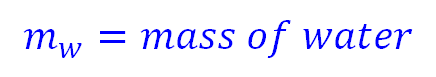 m_w = mass of water